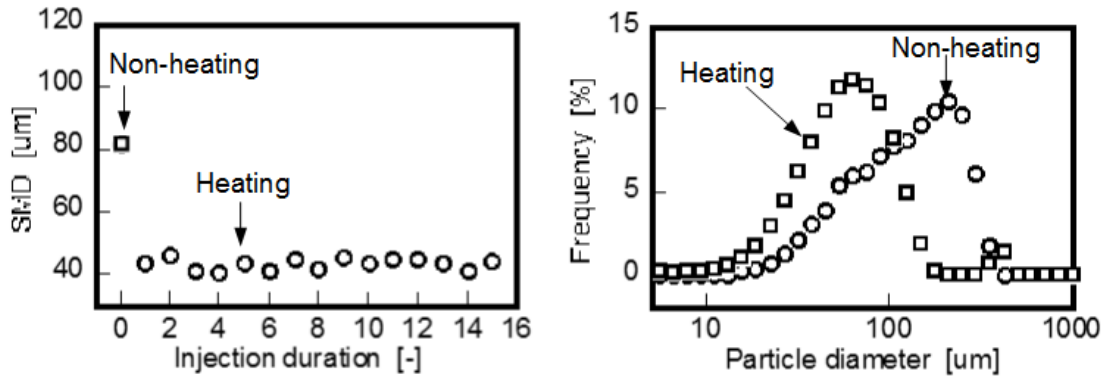 120
100
80
60
40
SMD [um]
Non-heating
Heating
0 2 4 6 8 10 12 14 16
Injection duration [-]
15
10
5
0
Frequency [%]
Heating
Non-heating
10 100 1000
Particle diameter [um]